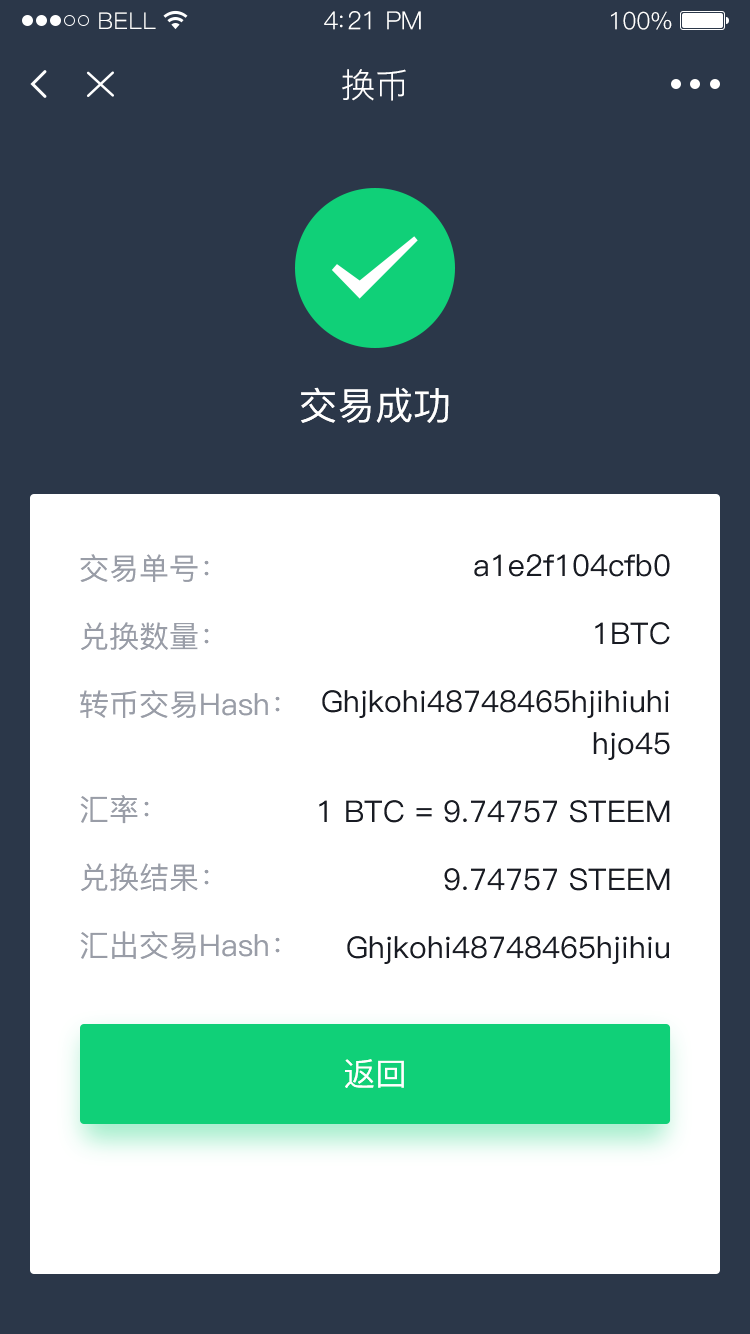 BELL 4:21 PM 100%
换币
交易成功
交易单号： a1e2f104cfb0
兑换数量： 1BTC
转币交易Hash： Ghjkohi48748465hjihiuhi
hjo45
汇率： 1 BTC = 9.74757 STEEM
兑换结果： 9.74757 STEEM
汇出交易Hash： Ghjkohi48748465hjihiu
返回